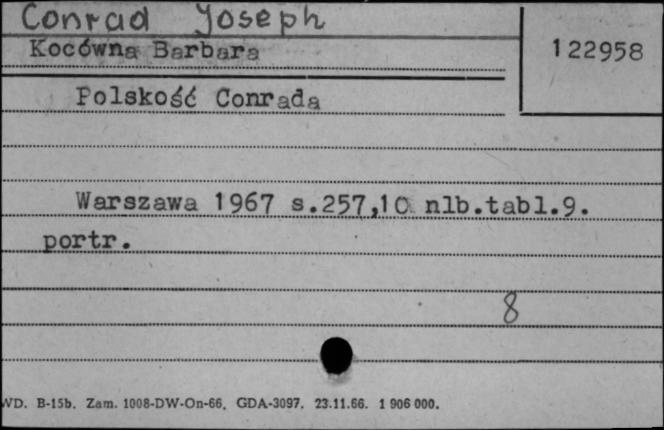 Conrad Joseph
Kocówna Barbara
122958
Polskość Conrada
Warszawa 1967 s.257,10 nlb.tabl.9.
portr.
8
WD. B-15b. Zam. 1008-DW-On-66. GDA-3097. 23.11.66. 1 906 000.